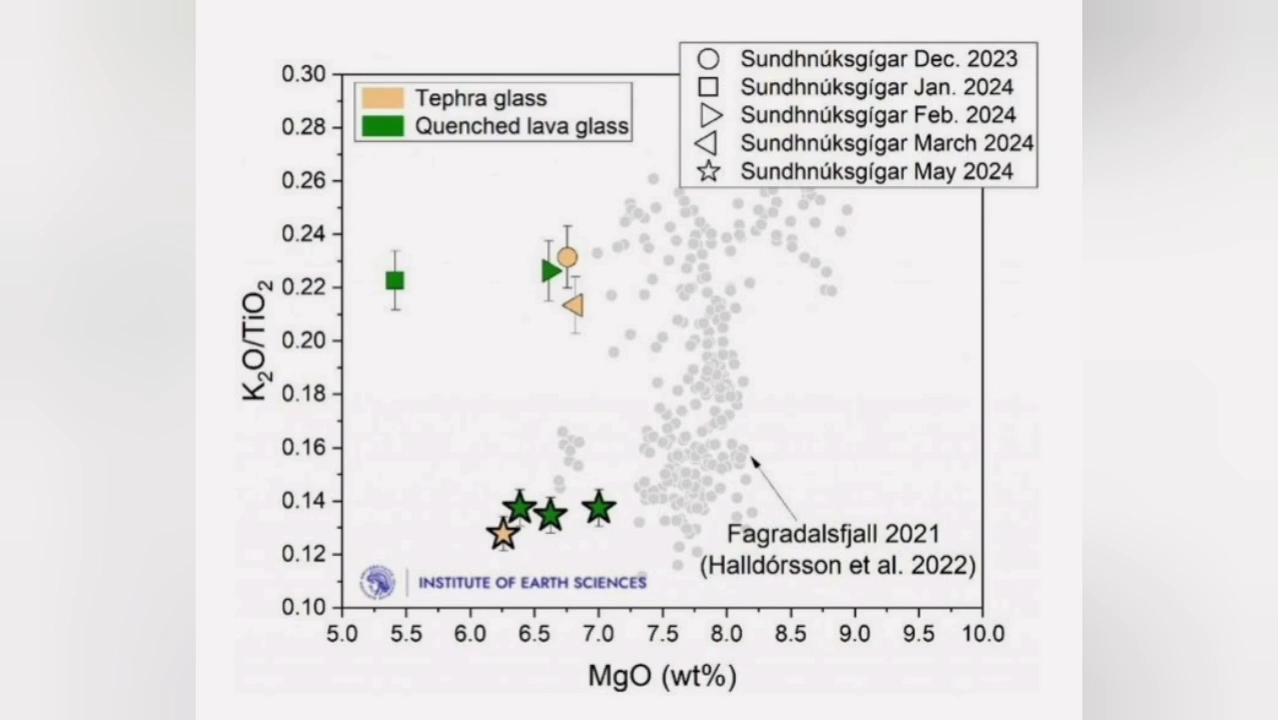 Sundhnúksgígar Dec. 2023
Sundhnúksgígar Jan. 2024
Sundhnúksgígar Feb. 2024
Sundhnúksgígar March 2024
Sundhnúksgígar May 2024
Tephra glass
Quenched lava glass
0.30
0.28
0.26
0.24
0.22
0.20
0.18
0.16
0.14
0.12
0.10
K₂O/TiO₂
Fagradalsfjall 2021
(Halldórsson et al. 2022)
INSTITUTE OF EARTH SCIENCES
5.0 5.5 6.0 6.5 7.0 7.5 8.0 8.5 9.0 9.5 10.0
MgO (wt%)